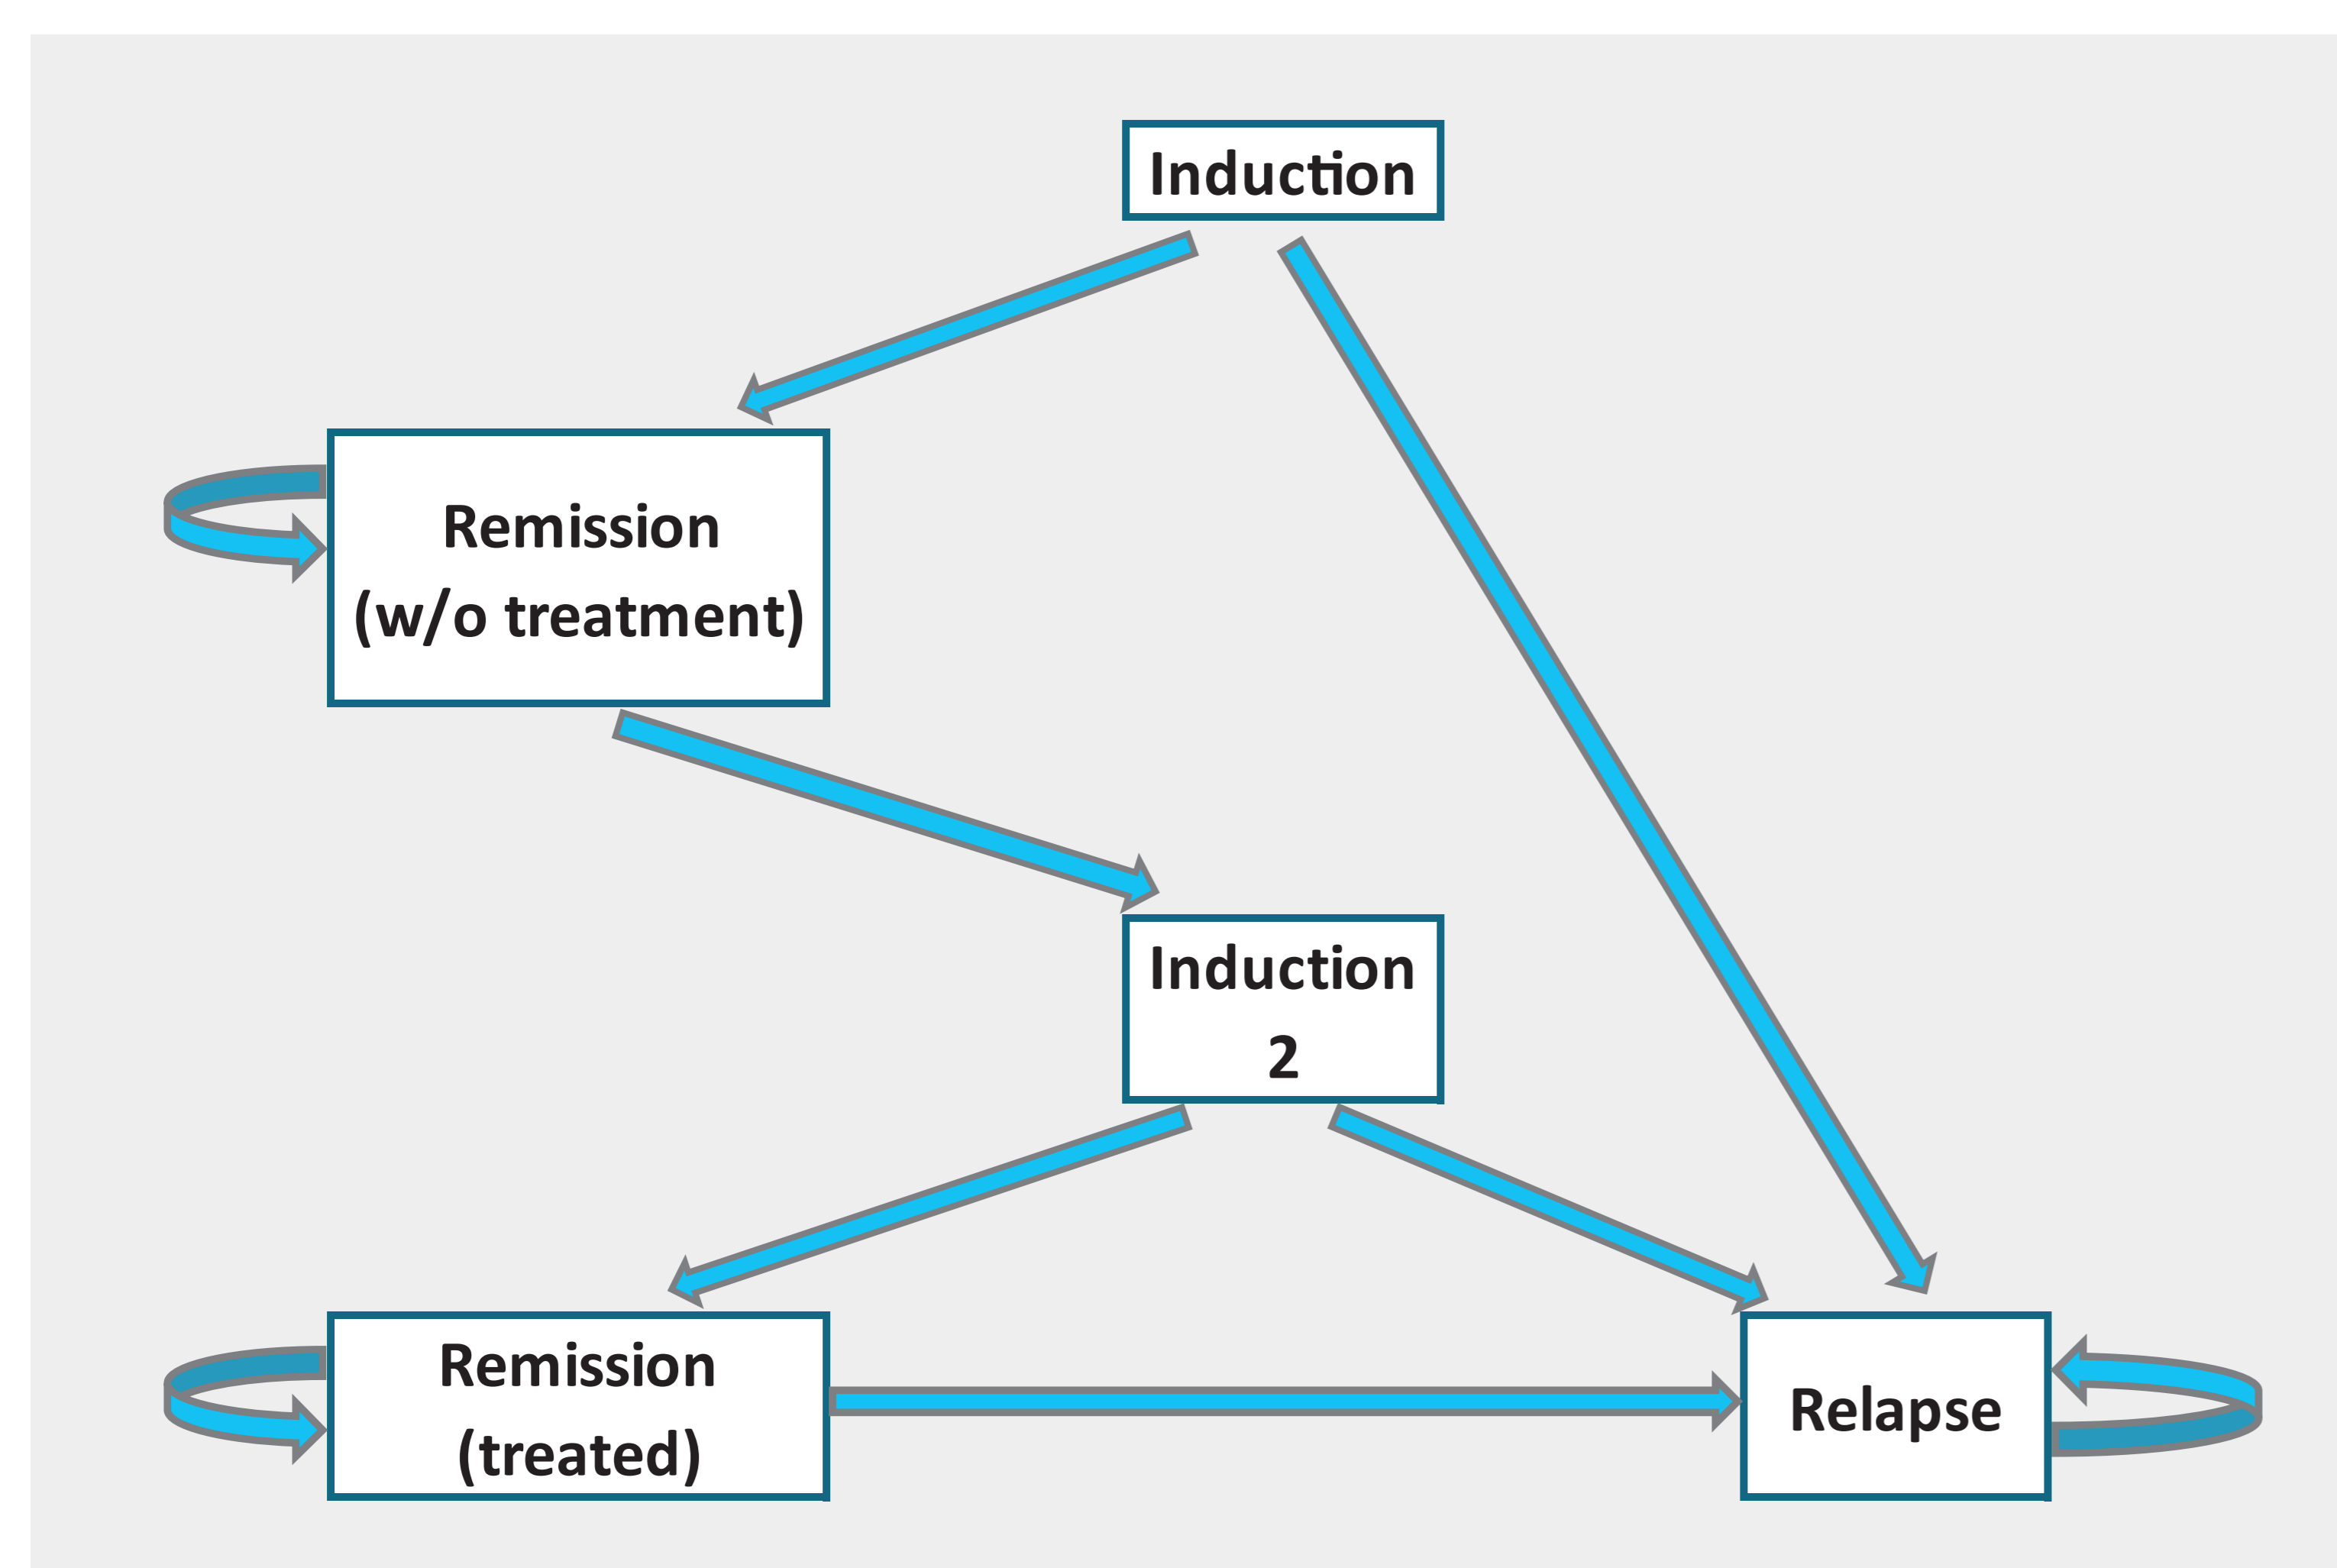 Induction
Remission
(w/o treatment)
Induction
2
Remission
(treated)
Relapse